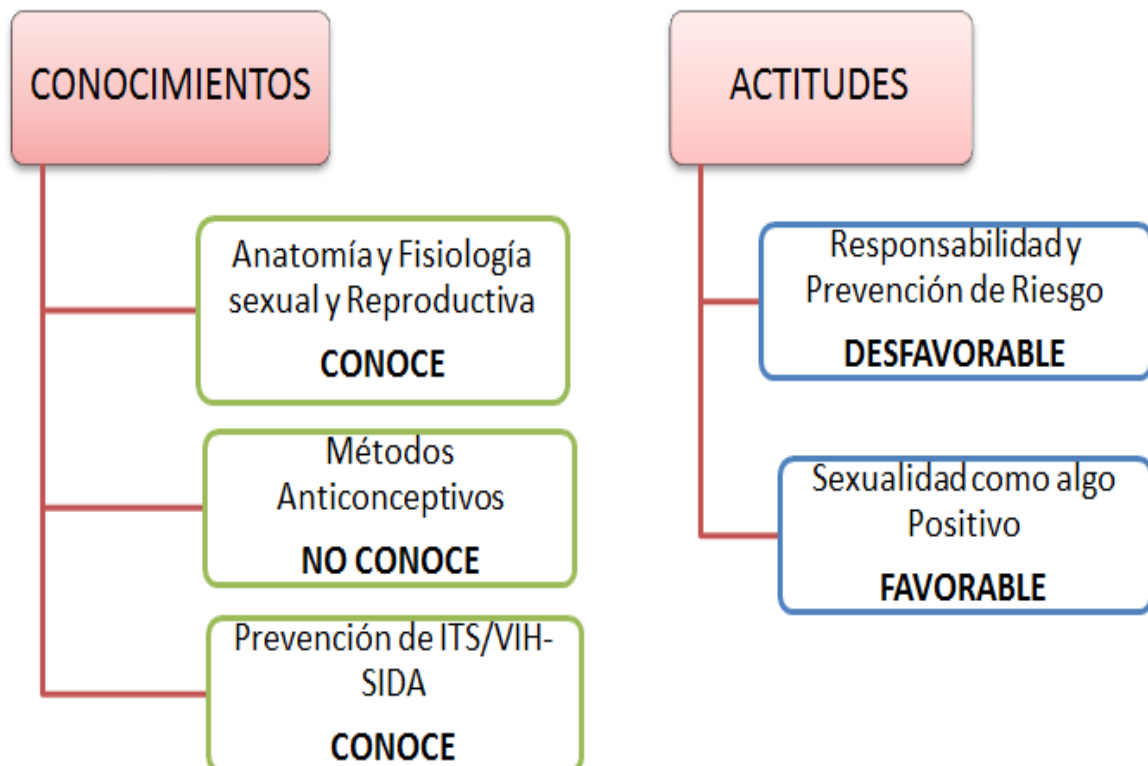 CONOCIMIENTOS
Anatomía y Fisiología
sexual y Reproductiva
CONOCE
Métodos
Anticonceptivos
NO CONOCE
Prevención de ITS/VIH-
SIDA
CONOCE
ACTITUDES
Responsabilidad y
Prevención de Riesgo
DESFAVORABLE
Sexualidad como algo
Positivo
FAVORABLE